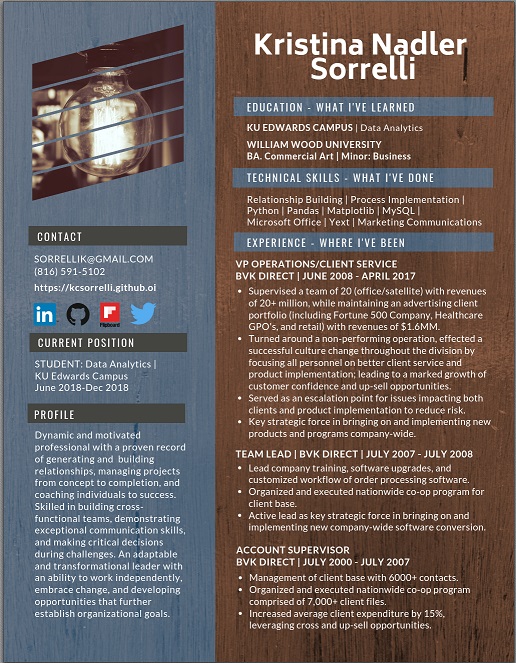 Kristina Nadler
Sorrelli
EDUCATION - WHAT I'VE LEARNED
KU EDWARDS CAMPUS | Data Analytics
WILLIAM WOOD UNIVERSITY
BA. Commercial Art | Minor: Business
TECHNICAL SKILLS - WHAT I'VE DONE
Relationship Building | Process Implementation |
Python | Pandas | Matplotlib | MySQL |
Microsoft Office | Yext | Marketing Communications
EXPERIENCE - WHERE I'VE BEEN
VP OPERATIONS/CLIENT SERVICE
BVK DIRECT | JUNE 2008 - APRIL 2017
• Supervised a team of 20 (office/satellite) with revenues
of 20+ million, while maintaining an advertising client
portfolio (including Fortune 500 Company, Healthcare
GPO's, and retail) with revenues of $1.6MM.
• Turned around a non-performing operation, effected a
successful culture change throughout the division by
focusing all personnel on better client service and
product implementation; leading to a marked growth of
customer confidence and up-sell opportunities.
• Served as an escalation point for issues impacting both
clients and product implementation to reduce risk.
• Key strategic force in bringing on and implementing new
products and programs company-wide.
TEAM LEAD | BVK DIRECT | JULY 2007 - JULY 2008
• Lead company training, software upgrades, and
customized workflow of order processing software.
• Organized and executed nationwide co-op program for
client base.
• Active lead as key strategic force in bringing on and
implementing new company-wide software conversion.
ACCOUNT SUPERVISOR
BVK DIRECT | JULY 2000 - JULY 2007
• Management of client base with 6000+ contacts.
• Organized and executed nationwide co-op program
comprised of 7,000+ client files.
• Increased average client expenditure by 15%,
leveraging cross and up-sell opportunities.
CONTACT
SORRELLIK@GMAIL.COM
(816) 591-5102
https://kcsorrelli.github.oi
in
Flipboard
CURRENT POSITION
STUDENT: Data Analytics |
KU Edwards Campus
June 2018-Dec 2018
PROFILE
Dynamic and motivated
professional with a proven record
of generating and building
relationships, managing projects
from concept to completion, and
coaching individuals to success.
Skilled in building cross-
functional teams, demonstrating
exceptional communication skills,
and making critical decisions
during challenges. An adaptable
and transformational leader with
an ability to work independently,
embrace change, and developing
opportunities that further
establish organizational goals.